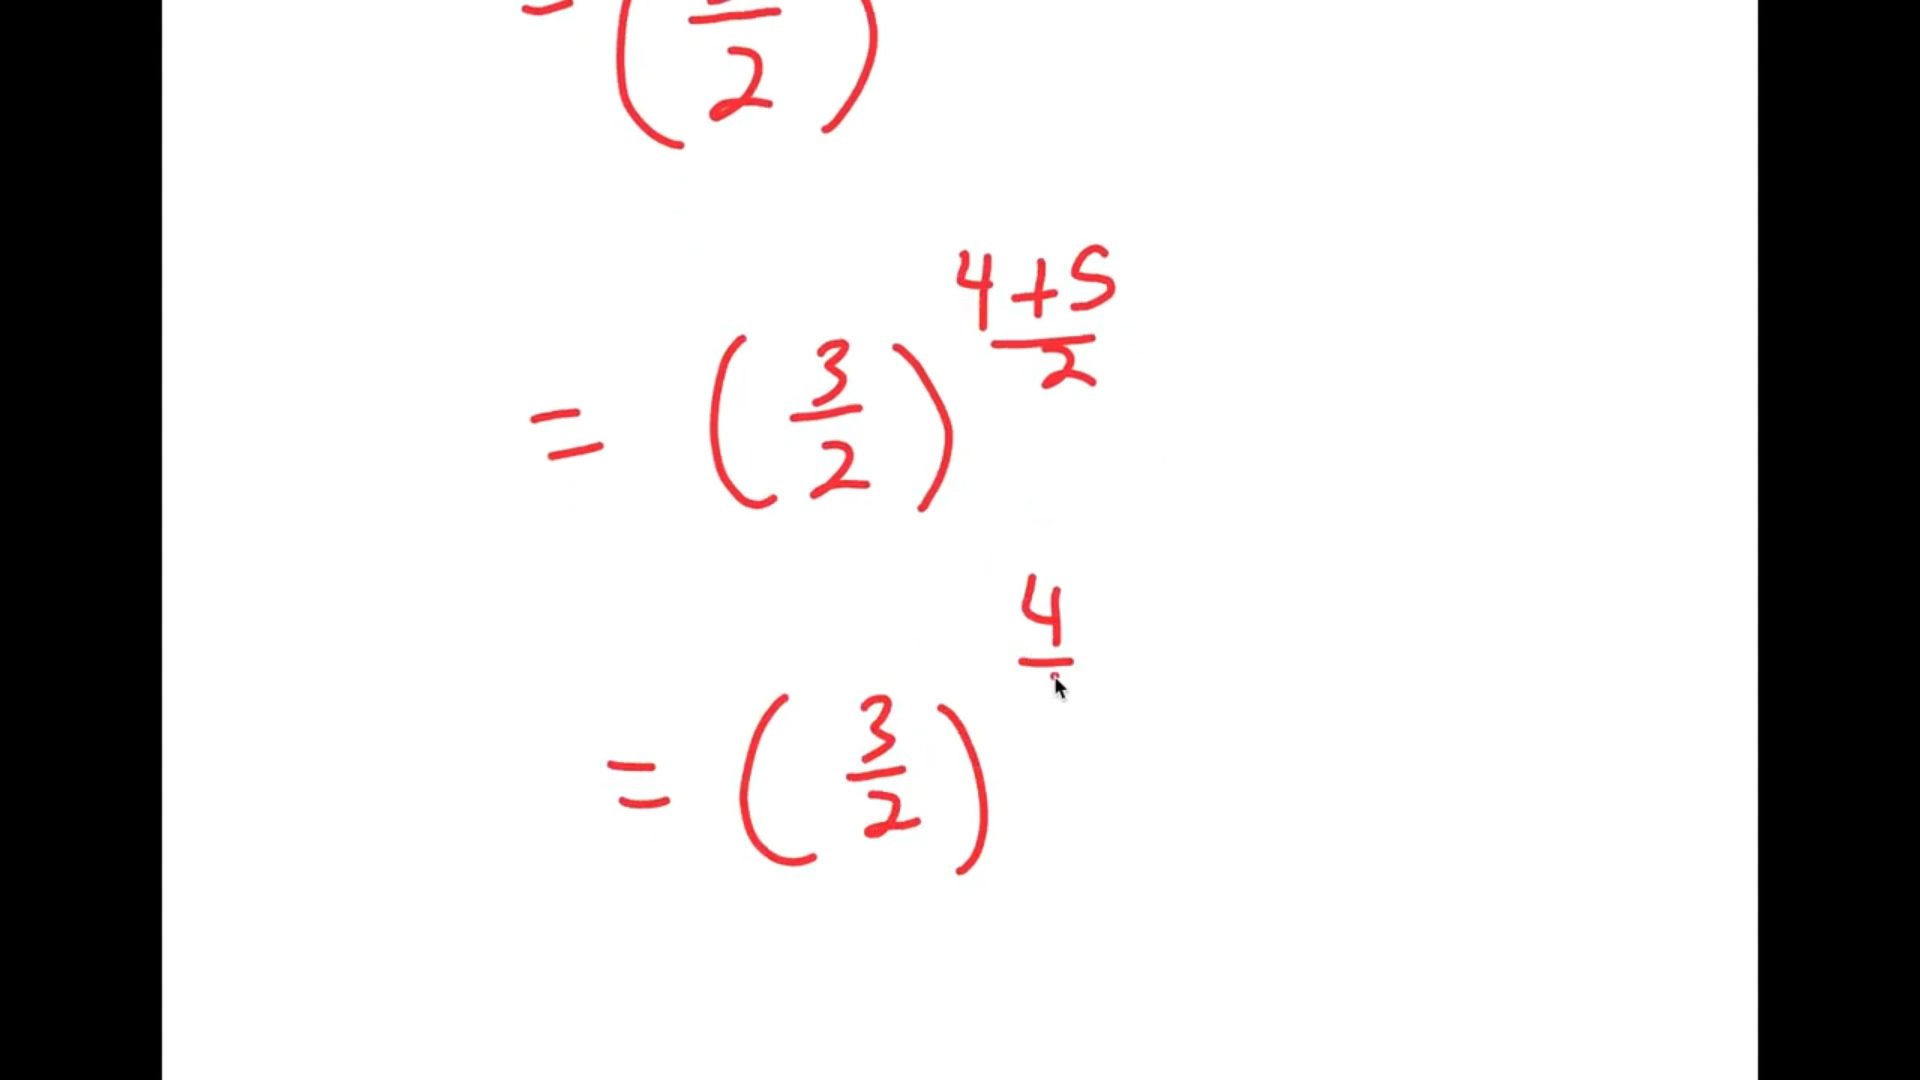 = ( /2)
= (3/2)^((4+5)/2)
= (3/2)^(4/